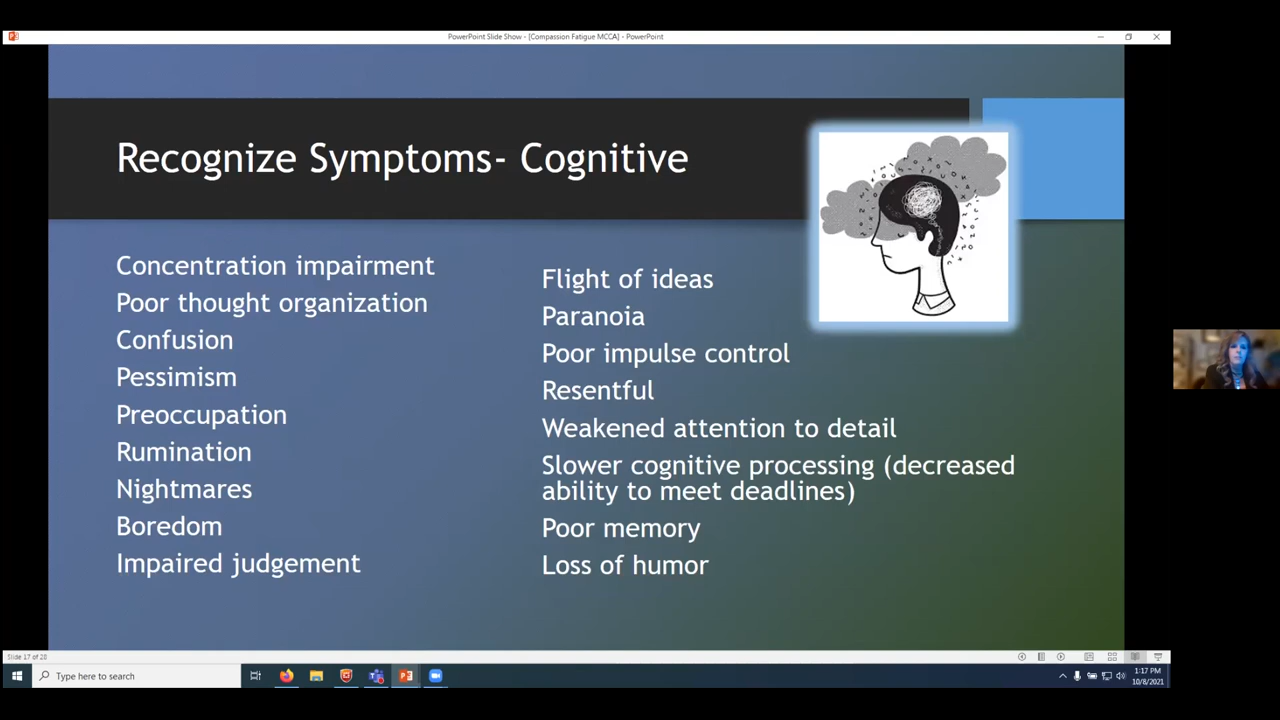 PowerPoint Slide Show - [Compassion Fatigue MCCA] - PowerPoint
Recognize Symptoms- Cognitive
Concentration impairment
Poor thought organization
Confusion
Pessimism
Preoccupation
Rumination
Nightmares
Boredom
Impaired judgement
Flight of ideas
Paranoia
Poor impulse control
Resentful
Weakened attention to detail
Slower cognitive processing (decreased
ability to meet deadlines)
Poor memory
Loss of humor
Slide 17 of 28
Type here to search
1:17 PM
10/8/2021